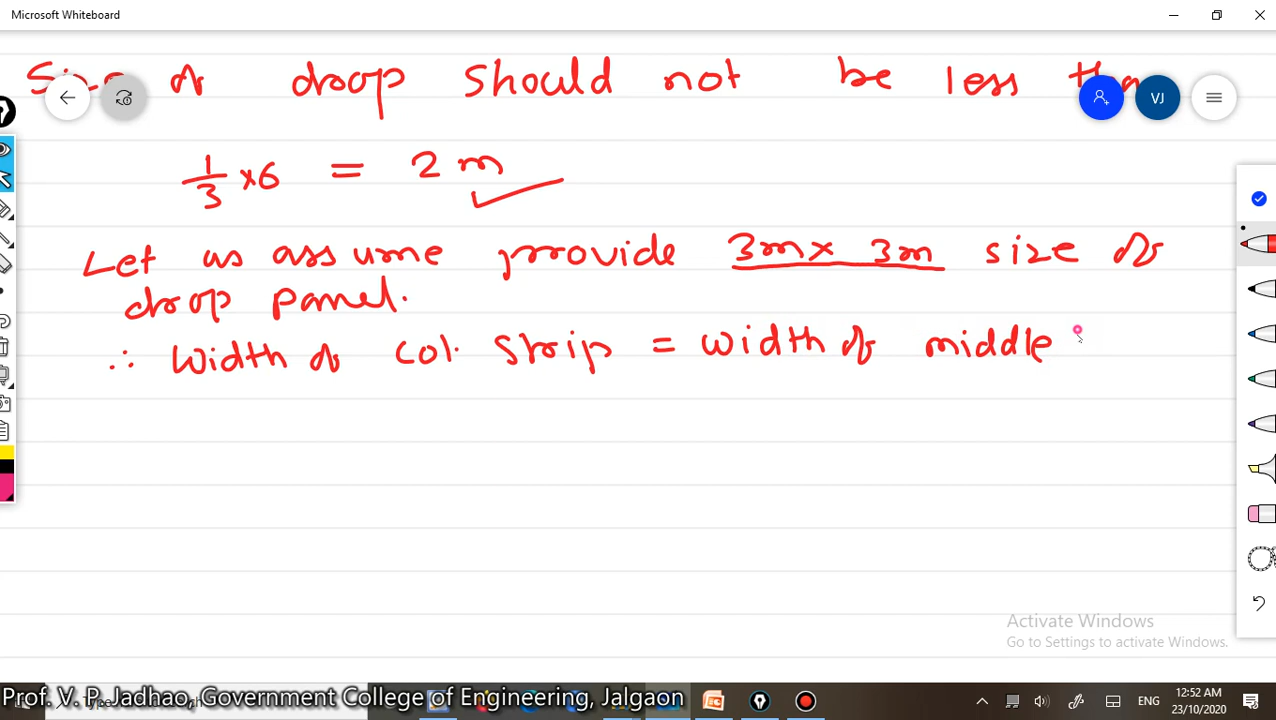 Microsoft Whiteboard
Size of drop should not be less than
1/3 ×6 = 2 m
VJ
Let us assume provide 3m× 3m size of
drop panel.
∴ Width of col. strip = width of middle
Activate Windows
Go to Settings to activate Windows.
Prof. V. P.Jadhao, Government College of Engineering, Jalgaon
ENG
12:52 AM
23/10/2020